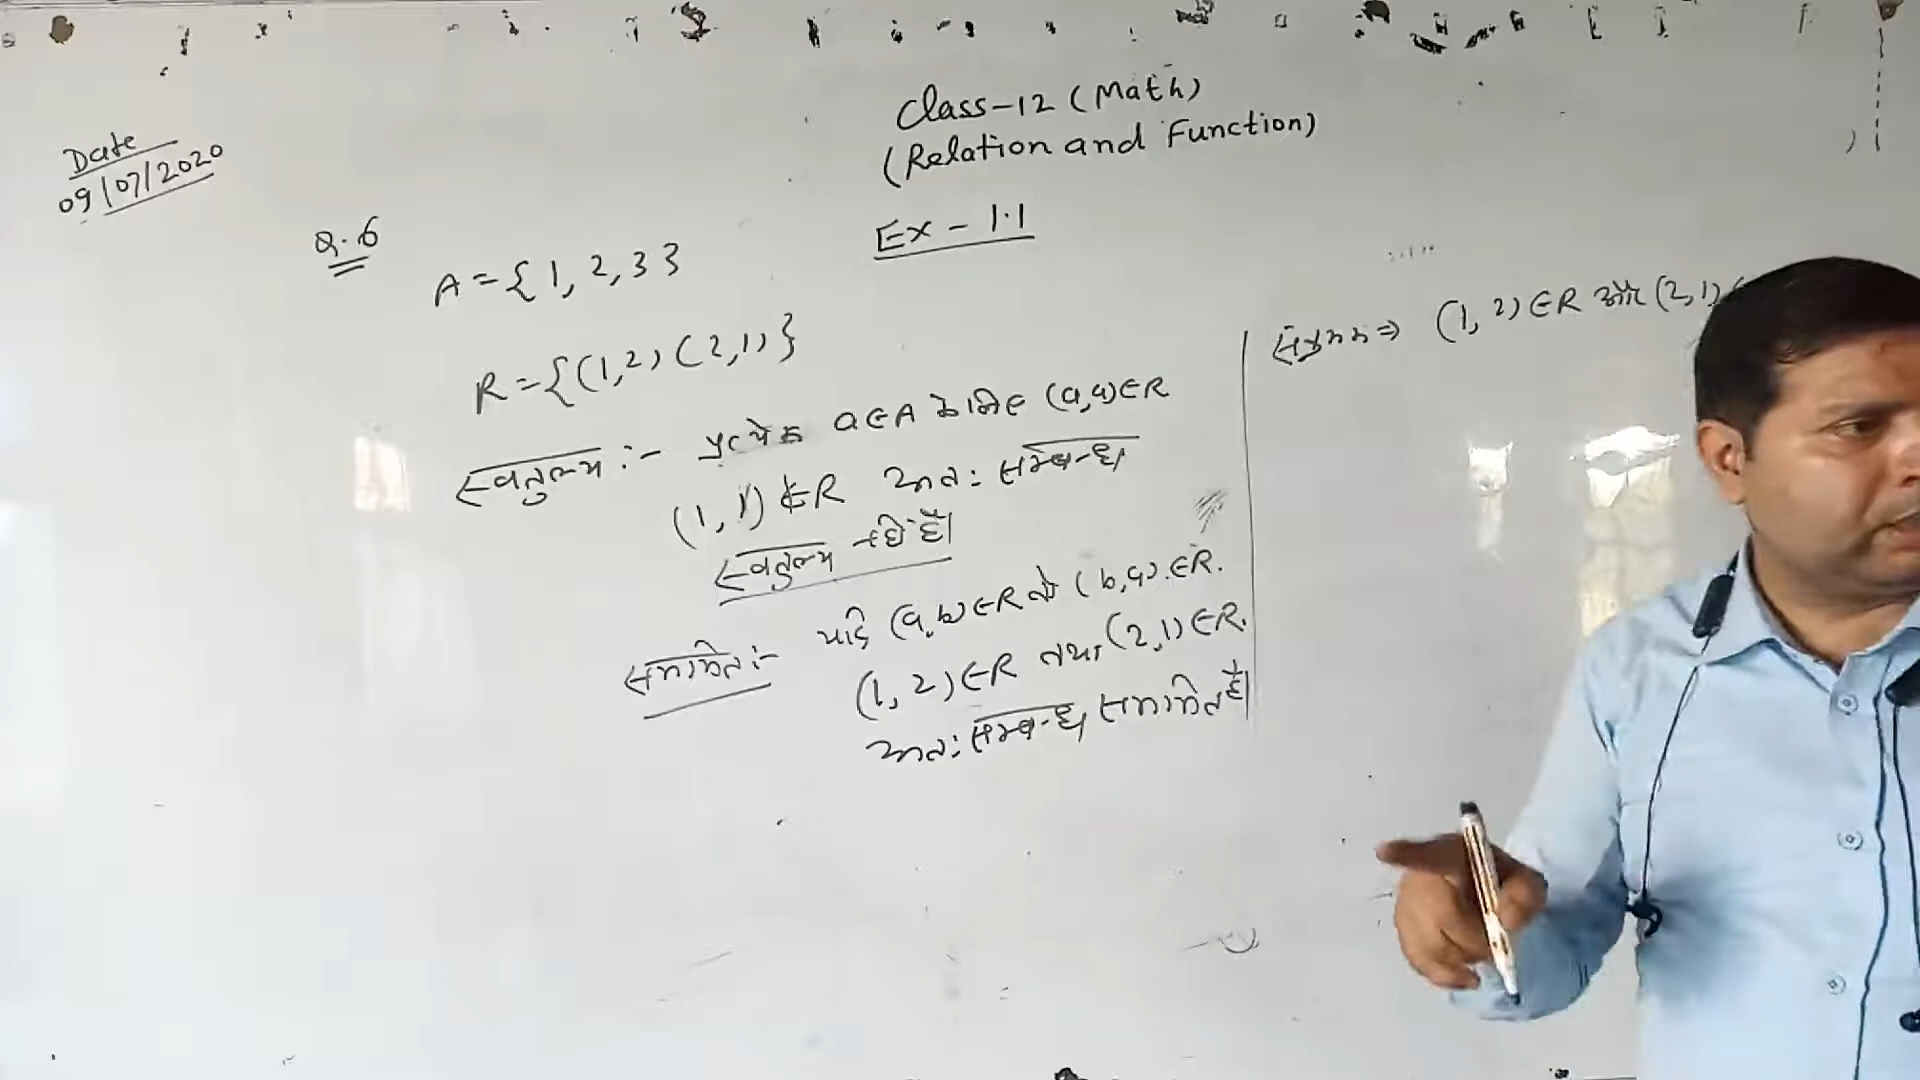 Class-12 (Math)
(Relation and Function)
Date
09/07/2020
Ex - 1.1
Q.6
A = {1, 2, 3}
R = {(1,2) (2,1)}
स्वतुल्य :- प्रत्येक a∈A के लिए (a,a)∈R
(1, 1) ∉R अतः सम्बन्ध
स्वतुल्य नहीं है।
सममित:- यदि (a,b)∈R तो (b,a)∈R.
(1, 2)∈R तथा (2,1)∈R.
अतः सम्बन्ध सममित है।
संक्रमक ⇒ (1, 2)∈R और (2,1)